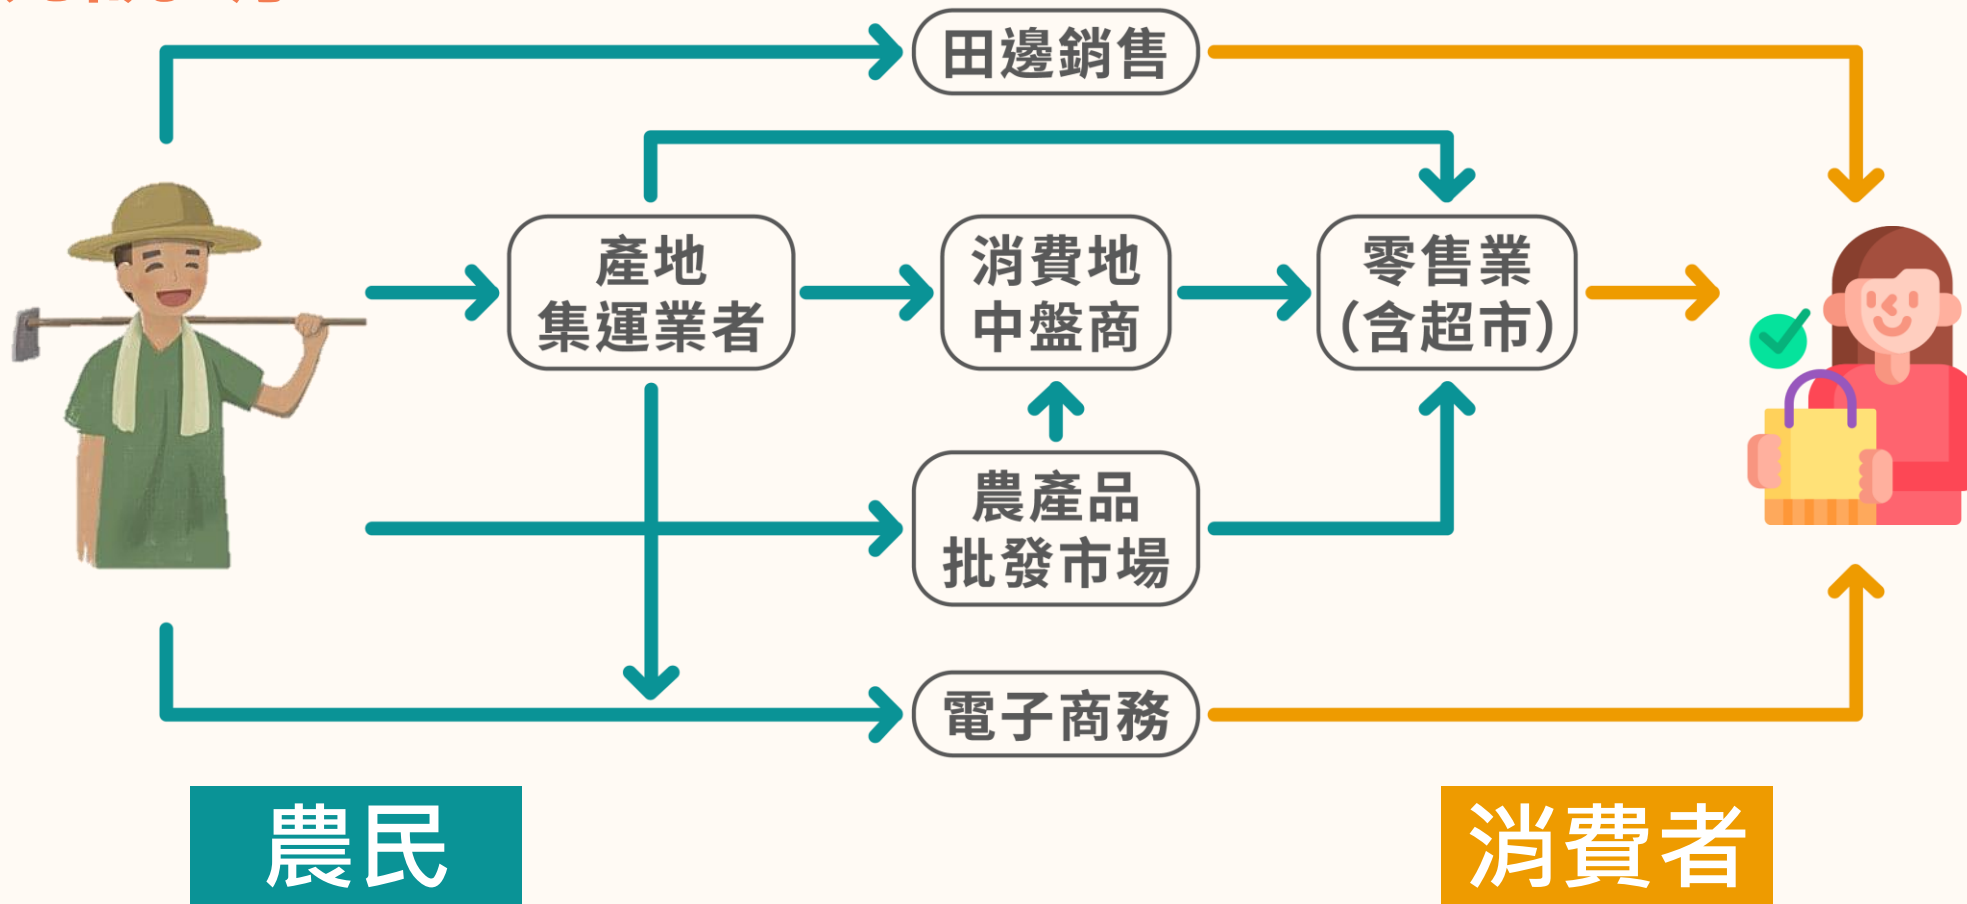 田邊銷售
產地
集運業者
消費地
中盤商
零售業
(含超市)
農產品
批發市場
電子商務
農民
消費者